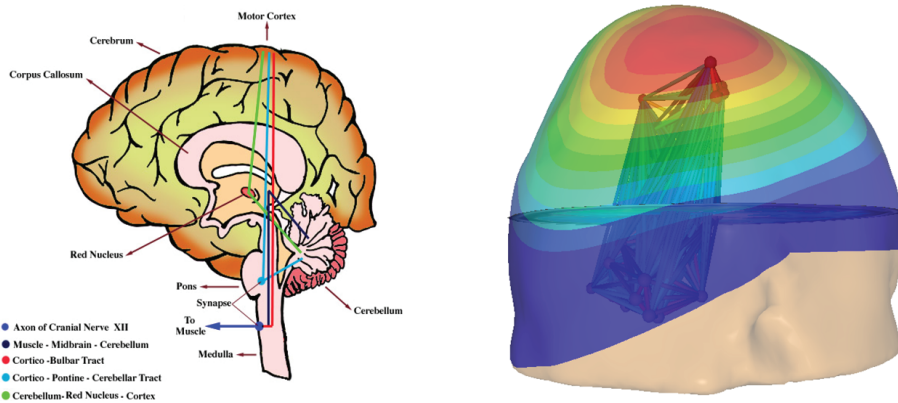 Motor Cortex
Cerebrum
Corpus Callosum
Red Nucleus
Pons
Synapse
Cerebellum
To
Muscle
Medulla
Axon of Cranial Nerve XII
Muscle - Midbrain - Cerebellum
Cortico -Bulbar Tract
Cortico - Pontine - Cerebellar Tract
Cerebellum- Red Nucleus - Cortex